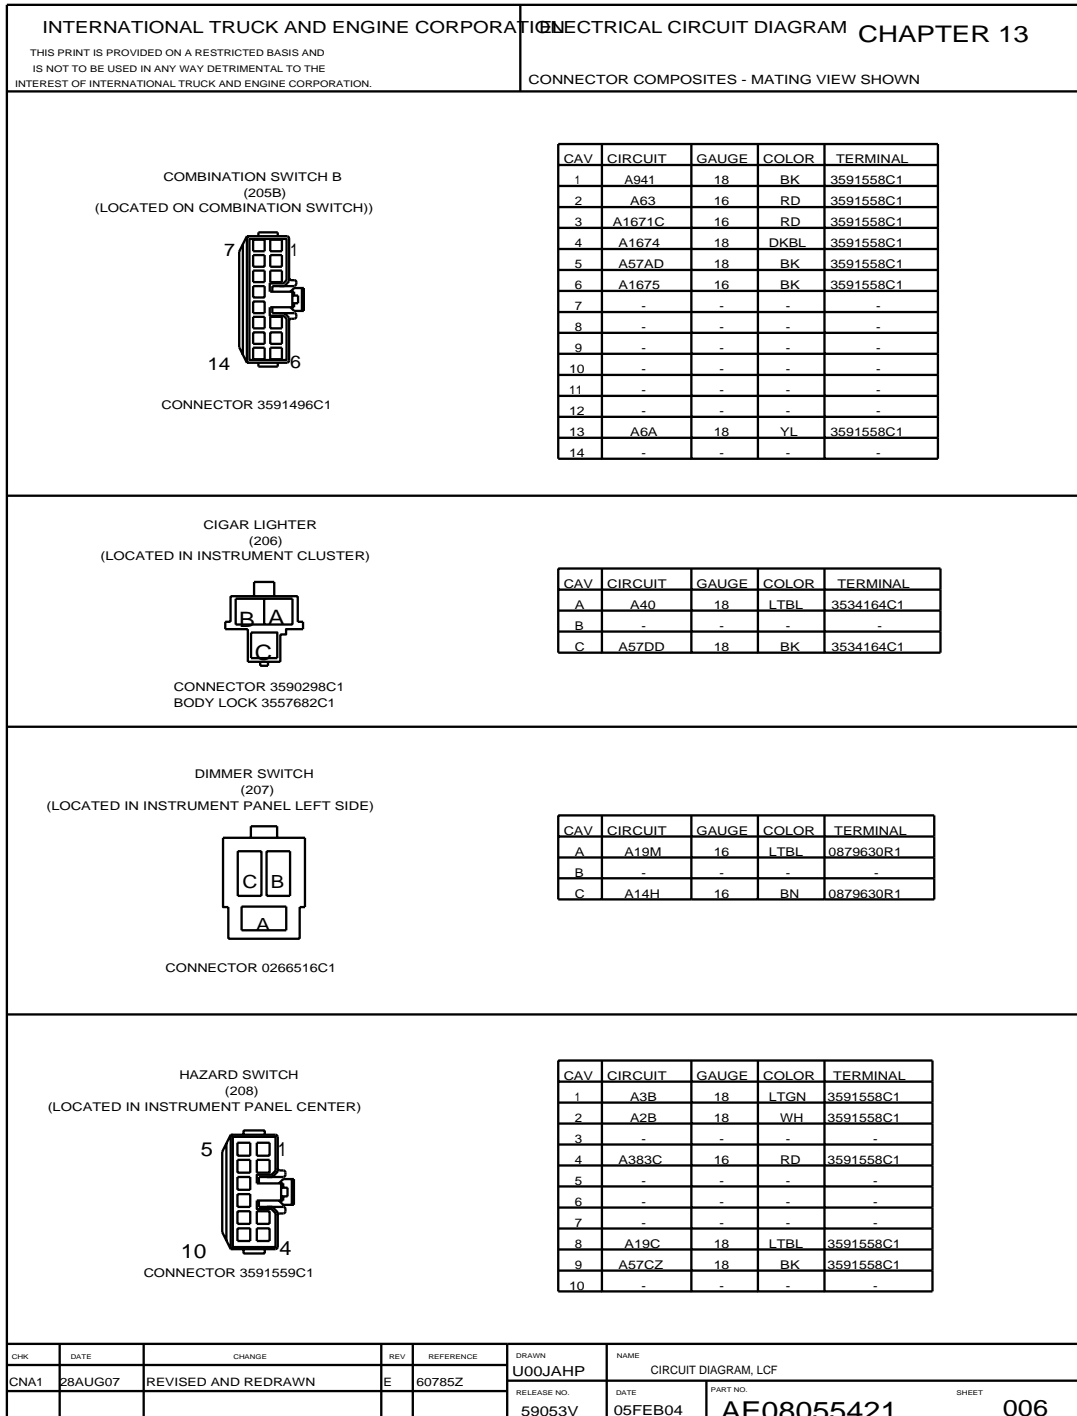 INTERNATIONAL TRUCK AND ENGINE CORPORATION
ELECTRICAL CIRCUIT DIAGRAM
CHAPTER 13
THIS PRINT IS PROVIDED ON A RESTRICTED BASIS AND
IS NOT TO BE USED IN ANY WAY DETRIMENTAL TO THE
INTEREST OF INTERNATIONAL TRUCK AND ENGINE CORPORATION.
CONNECTOR COMPOSITES - MATING VIEW SHOWN
COMBINATION SWITCH B
(205B)
(LOCATED ON COMBINATION SWITCH))
7 1
14 6
CONNECTOR 3591496C1
CAV CIRCUIT GAUGE COLOR TERMINAL
1 A941 18 BK 3591558C1
2 A63 16 RD 3591558C1
3 A1671C 16 RD 3591558C1
4 A1674 18 DKBL 3591558C1
5 A57AD 18 BK 3591558C1
6 A1675 16 BK 3591558C1
7 - - - -
8 - - - -
9 - - - -
10 - - - -
11 - - - -
12 - - - -
13 A6A 18 YL 3591558C1
14 - - - -
CIGAR LIGHTER
(206)
(LOCATED IN INSTRUMENT CLUSTER)
B A
C
CONNECTOR 3590298C1
BODY LOCK 3557682C1
CAV CIRCUIT GAUGE COLOR TERMINAL
A A40 18 LTBL 3534164C1
B - - - -
C A57DD 18 BK 3534164C1
DIMMER SWITCH
(207)
(LOCATED IN INSTRUMENT PANEL LEFT SIDE)
C B
A
CONNECTOR 0266516C1
CAV CIRCUIT GAUGE COLOR TERMINAL
A A19M 16 LTBL 0879630R1
B - - - -
C A14H 16 BN 0879630R1
HAZARD SWITCH
(208)
(LOCATED IN INSTRUMENT PANEL CENTER)
5 1
10 4
CONNECTOR 3591559C1
CAV CIRCUIT GAUGE COLOR TERMINAL
1 A3B 18 LTGN 3591558C1
2 A2B 18 WH 3591558C1
3 - - - -
4 A383C 16 RD 3591558C1
5 - - - -
6 - - - -
7 - - - -
8 A19C 18 LTBL 3591558C1
9 A57CZ 18 BK 3591558C1
10 - - - -
CHK DATE CHANGE REV REFERENCE
CNA1 28AUG07 REVISED AND REDRAWN E 60785Z
DRAWN
U00JAHP
NAME
CIRCUIT DIAGRAM, LCF
RELEASE NO.
59053V
DATE
05FEB04
PART NO.
AE08055421
SHEET
006